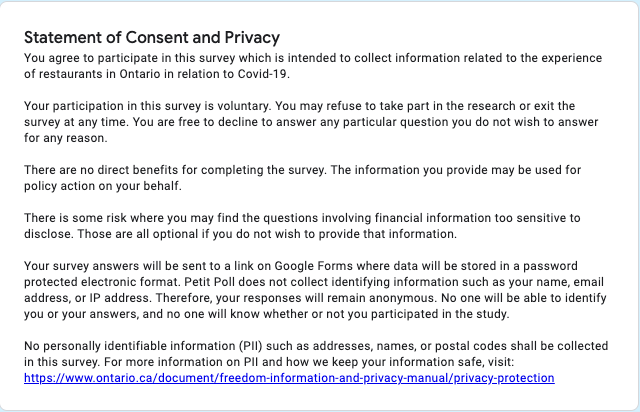 Statement of Consent and Privacy
You agree to participate in this survey which is intended to collect information related to the experience
of restaurants in Ontario in relation to Covid-19.
Your participation in this survey is voluntary. You may refuse to take part in the research or exit the
survey at any time. You are free to decline to answer any particular question you do not wish to answer
for any reason.
There are no direct benefits for completing the survey. The information you provide may be used for
policy action on your behalf.
There is some risk where you may find the questions involving financial information too sensitive to
disclose. Those are all optional if you do not wish to provide that information.
Your survey answers will be sent to a link on Google Forms where data will be stored in a password
protected electronic format. Petit Poll does not collect identifying information such as your name, email
address, or IP address. Therefore, your responses will remain anonymous. No one will be able to identify
you or your answers, and no one will know whether or not you participated in the study.
No personally identifiable information (PII) such as addresses, names, or postal codes shall be collected
in this survey. For more information on PII and how we keep your information safe, visit:
https://www.ontario.ca/document/freedom-information-and-privacy-manual/privacy-protection